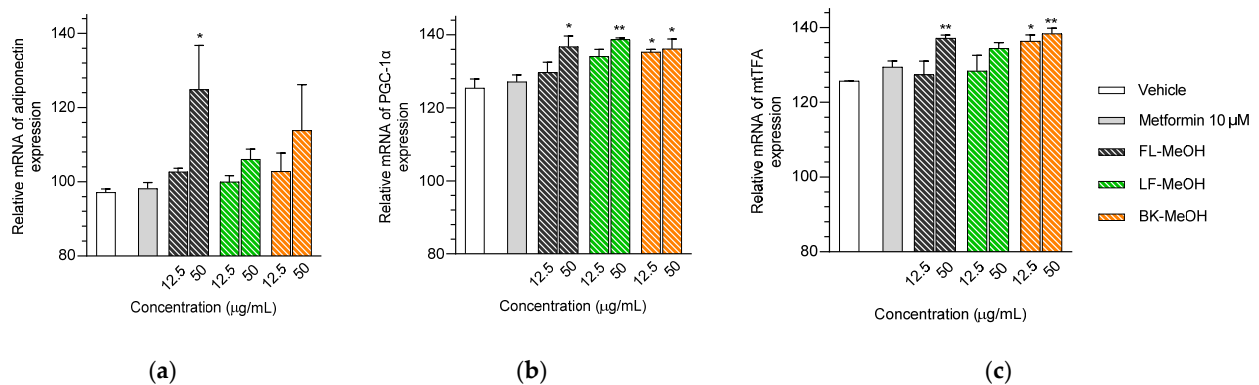 Relative mRNA of adiponectin
expression
140
120
100
80
*
12.5
50
12.5
50
12.5
50
Concentration (μg/mL)
(a)
Relative mRNA of PGC-1α
expression
140
120
100
80
*
**
*
*
12.5
50
12.5
50
12.5
50
Concentration (μg/mL)
(b)
Relative mRNA of mtTFA
expression
140
120
100
80
**
*
**
12.5
50
12.5
50
12.5
50
Concentration (μg/mL)
(c)
Vehicle
Metformin 10 μM
FL-MeOH
LF-MeOH
BK-MeOH